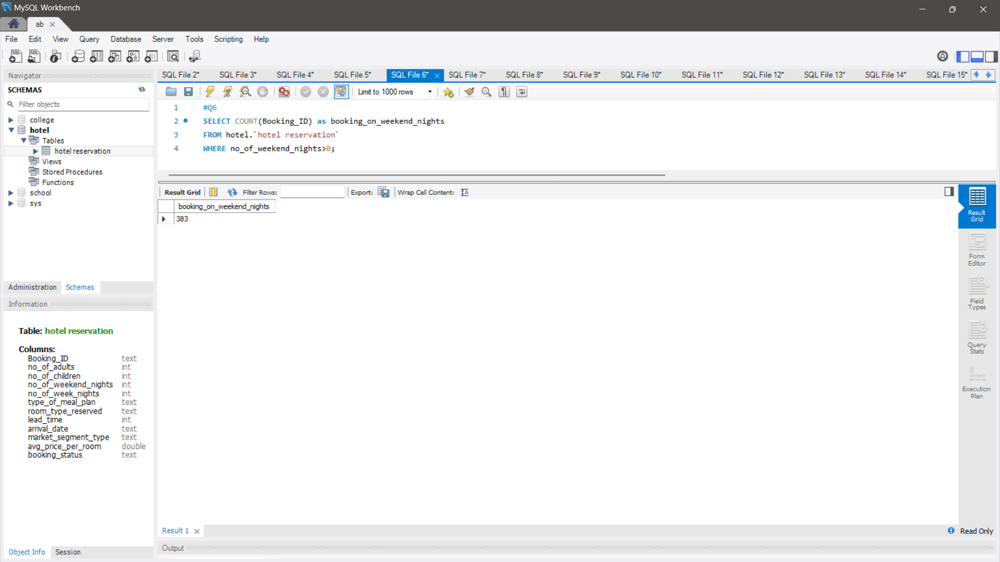 MySQL Workbench
ab
File Edit View Query Database Server Tools Scripting Help
Navigator
SCHEMAS
Filter objects
college
hotel
Tables
hotel reservation
Views
Stored Procedures
Functions
school
sys
Administration Schemas
Information
Table: hotel reservation
Columns:
Booking_ID text
no_of_adults int
no_of_children int
no_of_weekend_nights int
no_of_week_nights int
type_of_meal_plan text
room_type_reserved text
lead_time int
arrival_date text
market_segment_type text
avg_price_per_room double
booking_status text
Object Info Session
SQL File 2* SQL File 3* SQL File 4* SQL File 5* SQL File 6* SQL File 7* SQL File 8* SQL File 9* SQL File 10* SQL File 11* SQL File 12* SQL File 13* SQL File 14* SQL File 15*
Limit to 1000 rows
1 #Q6
2 SELECT COUNT(Booking_ID) as booking_on_weekend_nights
3 FROM hotel.`hotel reservation`
4 WHERE no_of_weekend_nights>0;
Result Grid Filter Rows: Export: Wrap Cell Content:
booking_on_weekend_nights
383
Result
Grid
Form
Editor
Field
Types
Query
Stats
Execution
Plan
Result 1
Read Only
Output